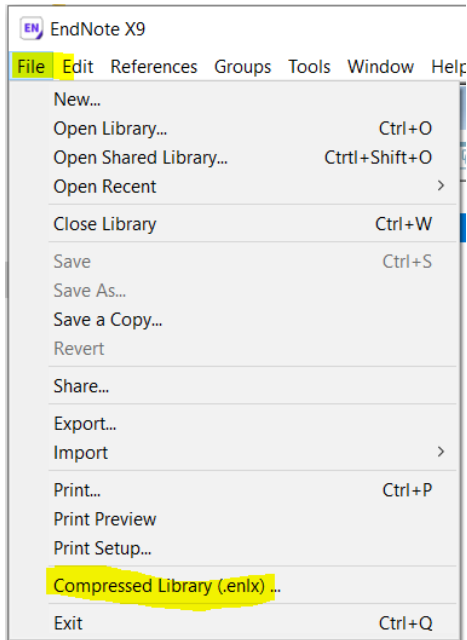 EN EndNote X9
File Edit References Groups Tools Window Help
New...
Open Library... Ctrl+O
Open Shared Library... Ctrtl+Shift+O
Open Recent >
Close Library Ctrl+W
Save Ctrl+S
Save As...
Save a Copy...
Revert
Share...
Export...
Import >
Print... Ctrl+P
Print Preview
Print Setup...
Compressed Library (.enlx) ...
Exit Ctrl+Q